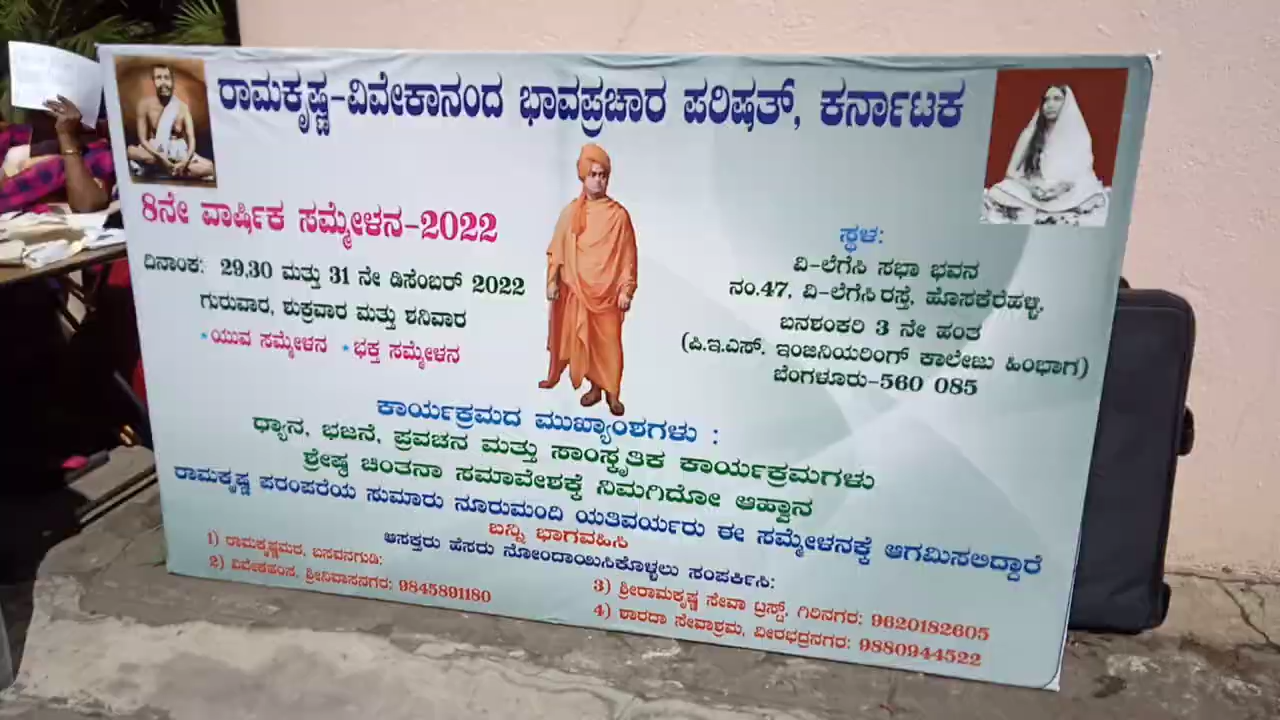 ರಾಮಕೃಷ್ಣ-ವಿವೇಕಾನಂದ ಭಾವಪ್ರಚಾರ ಪರಿಷತ್, ಕರ್ನಾಟಕ
8ನೇ ವಾರ್ಷಿಕ ಸಮ್ಮೇಳನ-2022
ದಿನಾಂಕ: 29,30 ಮತ್ತು 31 ನೇ ಡಿಸೆಂಬರ್ 2022
ಗುರುವಾರ, ಶುಕ್ರವಾರ ಮತ್ತು ಶನಿವಾರ
*ಯುವ ಸಮ್ಮೇಳನ *ಭಕ್ತ ಸಮ್ಮೇಳನ
ಸ್ಥಳ:
ವಿ-ಲೆಗೆಸಿ ಸಭಾ ಭವನ
ನಂ.47, ವಿ-ಲೆಗೆಸಿ ರಸ್ತೆ, ಹೊಸಕೆರೆಹಳ್ಳಿ,
ಬನಶಂಕರಿ 3 ನೇ ಹಂತ
(ಪಿ.ಇ.ಎಸ್. ಇಂಜಿನಿಯರಿಂಗ್ ಕಾಲೇಜು ಹಿಂಭಾಗ)
ಬೆಂಗಳೂರು-560 085
ಕಾರ್ಯಕ್ರಮದ ಮುಖ್ಯಾಂಶಗಳು :
ಧ್ಯಾನ, ಭಜನೆ, ಪ್ರವಚನ ಮತ್ತು ಸಾಂಸ್ಕೃತಿಕ ಕಾರ್ಯಕ್ರಮಗಳು
ಶ್ರೇಷ್ಠ ಚಿಂತನಾ ಸಮಾವೇಶಕ್ಕೆ ನಿಮಗಿದೋ ಆಹ್ವಾನ
ರಾಮಕೃಷ್ಣ ಪರಂಪರೆಯ ಸುಮಾರು ನೂರುಮಂದಿ ಯತಿವರ್ಯರು ಈ ಸಮ್ಮೇಳನಕ್ಕೆ ಆಗಮಿಸಲಿದ್ದಾರೆ
ಬನ್ನಿ ಭಾಗವಹಿಸಿ
ಆಸಕ್ತರು ಹೆಸರು ನೋಂದಾಯಿಸಿಕೊಳ್ಳಲು ಸಂಪರ್ಕಿಸಿ:
1) ರಾಮಕೃಷ್ಣಮಠ, ಬಸವನಗುಡಿ:
2) ವಿವೇಕಹಂಸ, ಶ್ರೀನಿವಾಸನಗರ: 9845891180
3) ಶ್ರೀರಾಮಕೃಷ್ಣ ಸೇವಾ ಟ್ರಸ್ಟ್, ಗಿರಿನಗರ: 9620182605
4) ಶಾರದಾ ಸೇವಾಶ್ರಮ, ವೀರಭದ್ರನಗರ: 9880944522